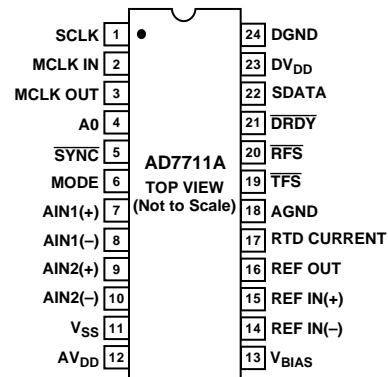 SCLK 1
MCLK IN 2
MCLK OUT 3
A0 4
SYNC 5
MODE 6
AIN1(+) 7
AIN1(–) 8
AIN2(+) 9
AIN2(–) 10
VSS 11
AVDD 12
AD7711A
TOP VIEW
(Not to Scale)
24 DGND
23 DVDD
22 SDATA
21 DRDY
20 RFS
19 TFS
18 AGND
17 RTD CURRENT
16 REF OUT
15 REF IN(+)
14 REF IN(–)
13 VBIAS